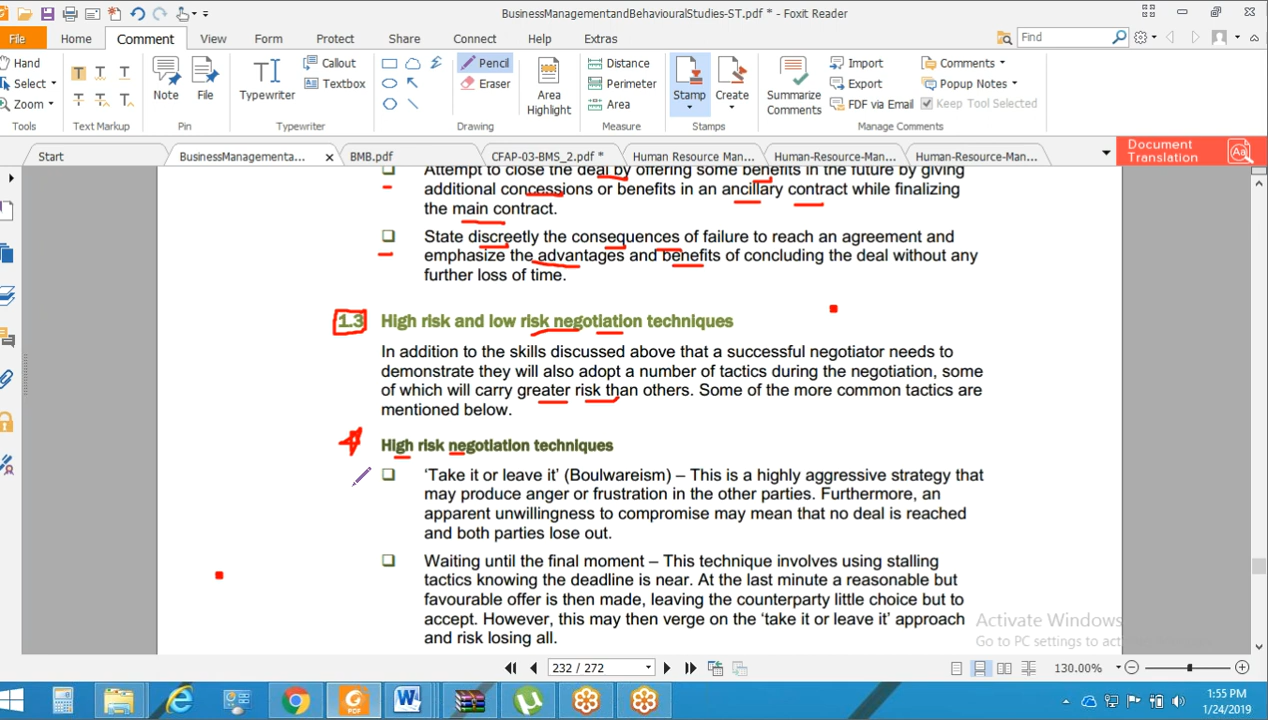 BusinessManagementandBehaviouralStudies-ST.pdf * - Foxit Reader
File Home Comment View Form Protect Share Connect Help Extras Find
Hand
Select
Zoom
Tools
Text Markup
Note
File
Pin
Typewriter
Callout
Textbox
Typewriter
Pencil
Eraser
Area
Highlight
Drawing
Distance
Perimeter
Area
Measure
Stamp
Create
Stamps
Summarize
Comments
Import
Export
FDF via Email
Comments
Popup Notes
Keep Tool Selected
Manage Comments
Start BusinessManagementa... BMB.pdf CFAP-03-BMS_2.pdf * Human Resource Man... Human-Resource-Man... Human-Resource-Man...
Document
Translation
Attempt to close the deal by offering some benefits in the future by giving
additional concessions or benefits in an ancillary contract while finalizing
the main contract.
State discreetly the consequences of failure to reach an agreement and
emphasize the advantages and benefits of concluding the deal without any
further loss of time.
1.3 High risk and low risk negotiation techniques
In addition to the skills discussed above that a successful negotiator needs to
demonstrate they will also adopt a number of tactics during the negotiation, some
of which will carry greater risk than others. Some of the more common tactics are
mentioned below.
High risk negotiation techniques
‘Take it or leave it’ (Boulwareism) – This is a highly aggressive strategy that
may produce anger or frustration in the other parties. Furthermore, an
apparent unwillingness to compromise may mean that no deal is reached
and both parties lose out.
Waiting until the final moment – This technique involves using stalling
tactics knowing the deadline is near. At the last minute a reasonable but
favourable offer is then made, leaving the counterparty little choice but to
accept. However, this may then verge on the ‘take it or leave it’ approach
and risk losing all.
Activate Windows
Go to PC settings to
232 / 272
130.00%
1:55 PM
1/24/2019